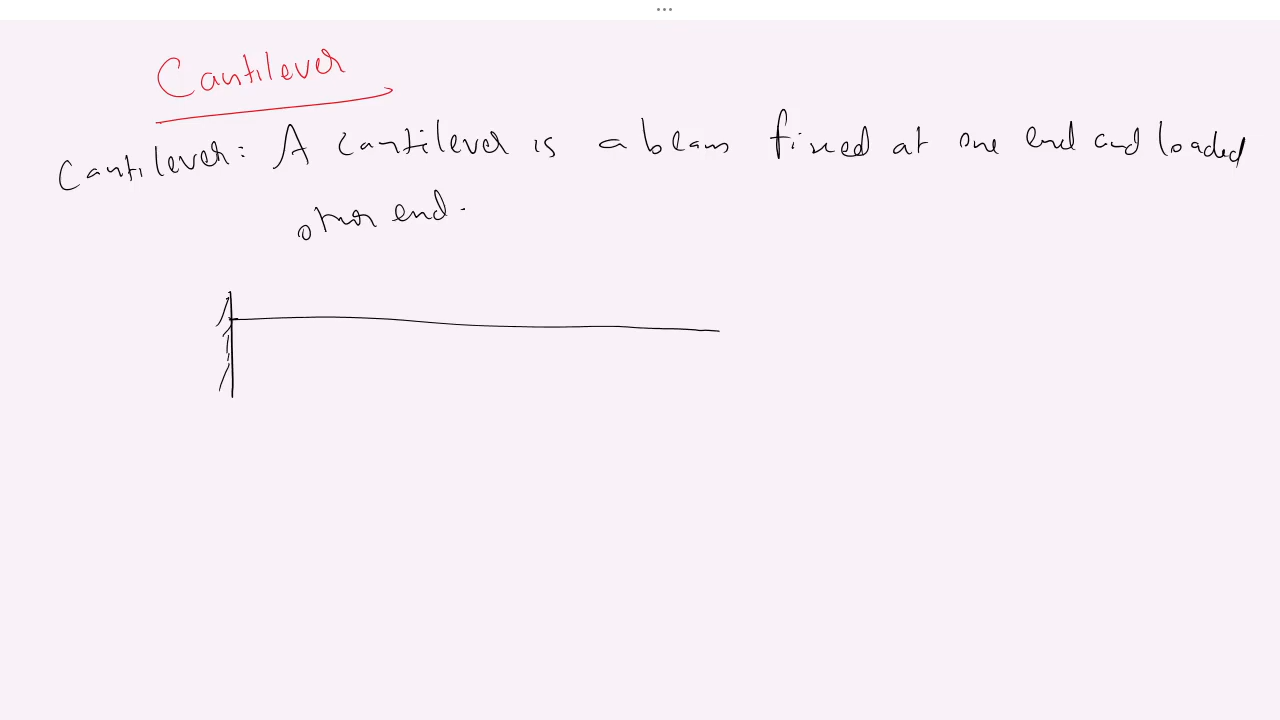 Cantilever
Cantilever: A cantilever is a beam fixed at one end and loaded
other end.